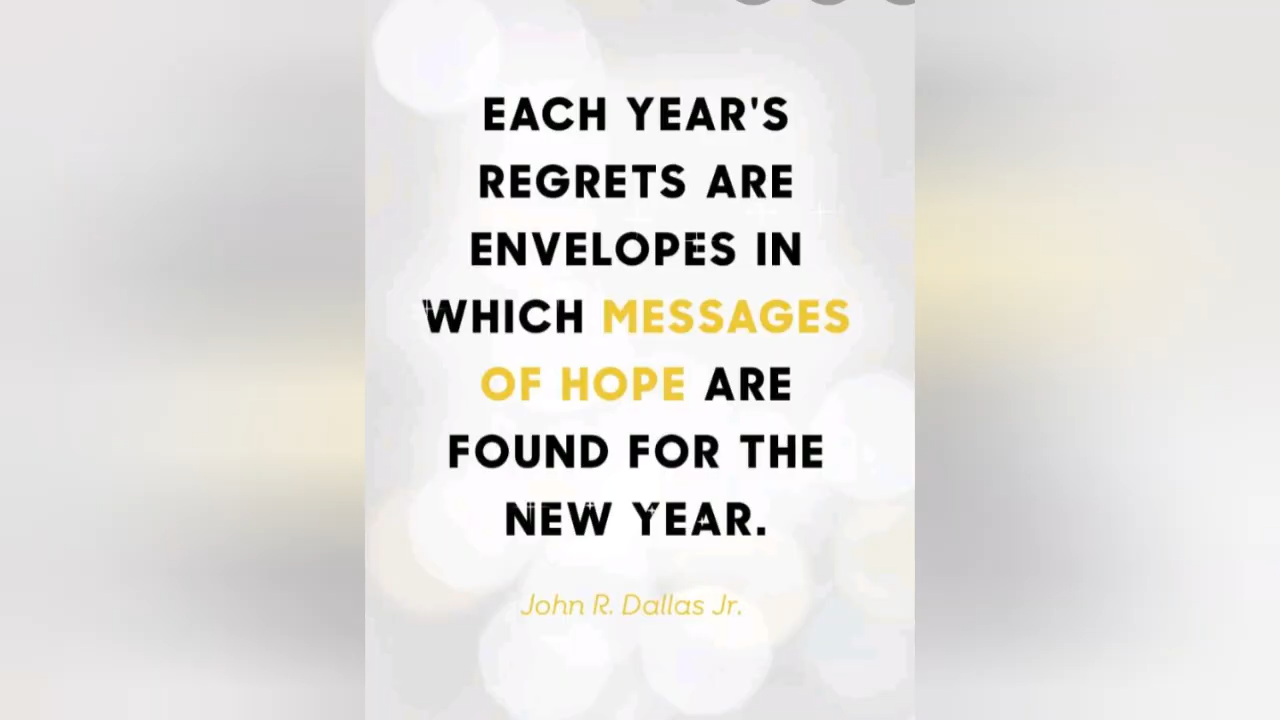 EACH YEAR'S
REGRETS ARE
ENVELOPES IN
WHICH MESSAGES
OF HOPE ARE
FOUND FOR THE
NEW YEAR.
John R. Dallas Jr.